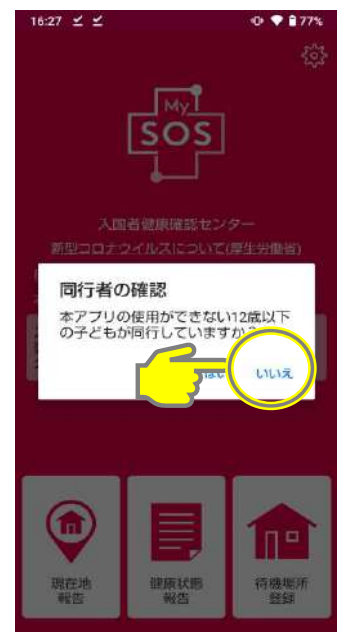 16:27
77%
My
SOS
入国者健康確認センター
新型コロナウイルスについて(厚生労働省)
同行者の確認
本アプリの使用ができない12歳以下
の子どもが同行していますか?
はい いいえ
現在地
報告
健康状態
報告
待機場所
登録